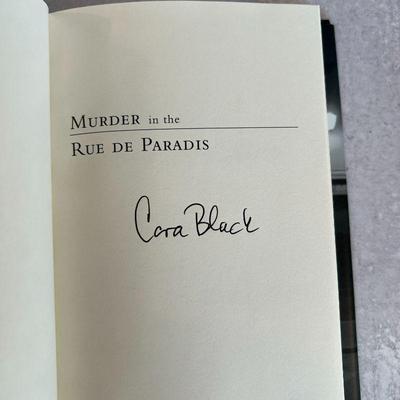 MURDER in the
RUE DE PARADIS
Cara Black